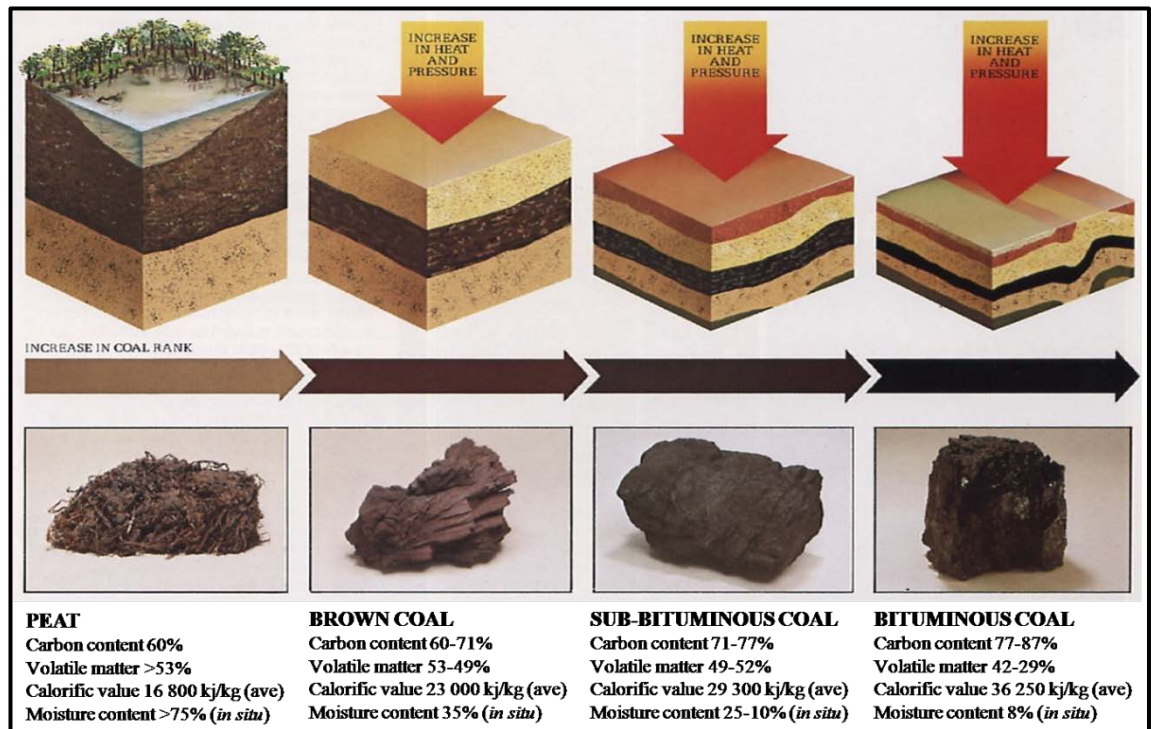 INCREASE
IN HEAT
AND
PRESSURE
INCREASE
IN HEAT
AND
PRESSURE
INCREASE
IN HEAT
AND
PRESSURE
INCREASE IN COAL RANK
PEAT
Carbon content 60%
Volatile matter >53%
Calorific value 16 800 kj/kg (ave)
Moisture content >75% (in situ)
BROWN COAL
Carbon content 60-71%
Volatile matter 53-49%
Calorific value 23 000 kj/kg (ave)
Moisture content 35% (in situ)
SUB-BITUMINOUS COAL
Carbon content 71-77%
Volatile matter 49-52%
Calorific value 29 300 kj/kg (ave)
Moisture content 25-10% (in situ)
BITUMINOUS COAL
Carbon content 77-87%
Volatile matter 42-29%
Calorific value 36 250 kj/kg (ave)
Moisture content 8% (in situ)